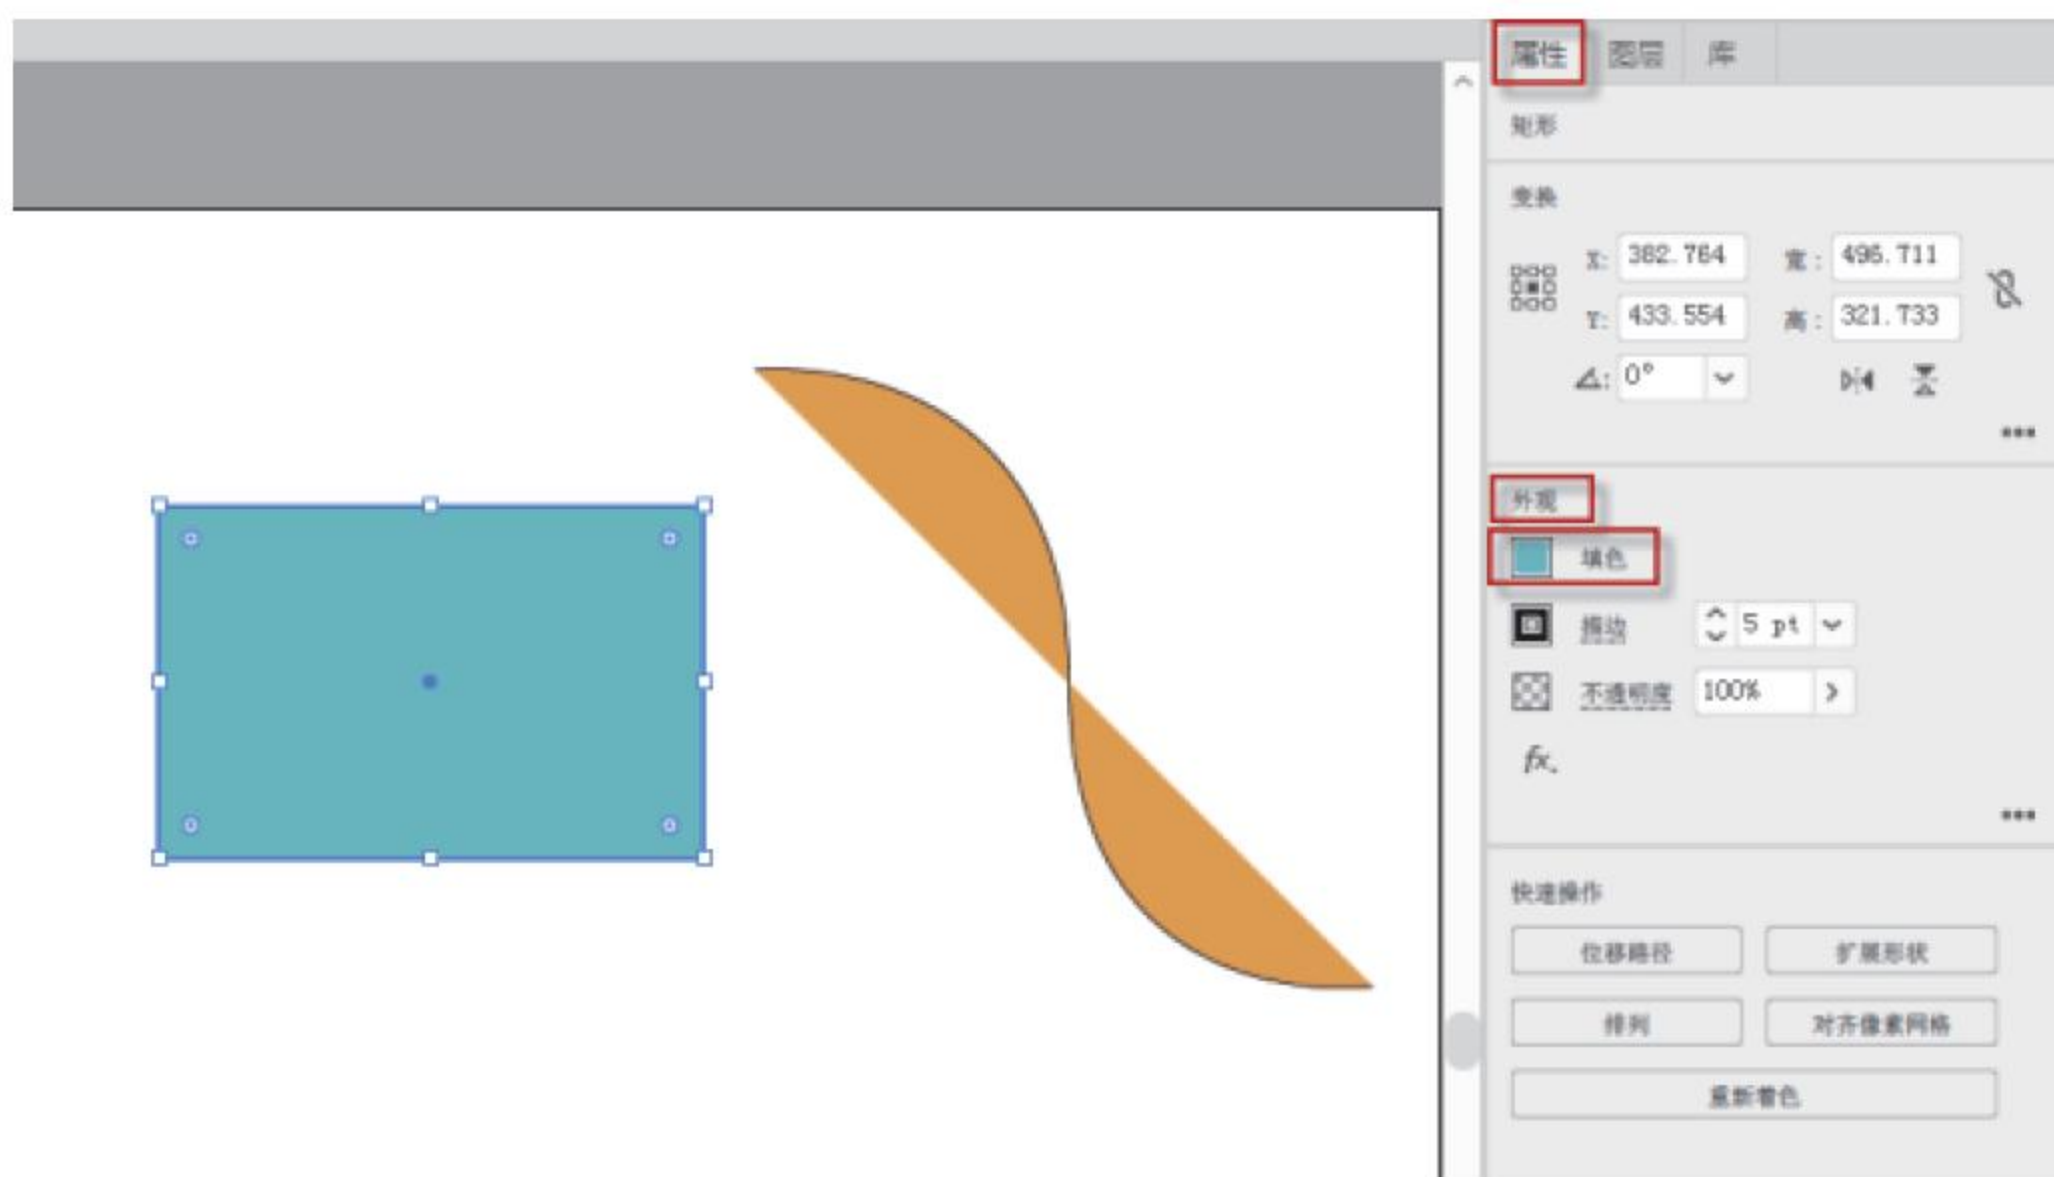 属性 图层 库
矩形
变换
X: 382.764 宽: 496.711
Y: 433.554 高: 321.733
0°
外观
填色
描边 5 pt
不透明度 100%
fx.
快速操作
位移路径 扩展形状
排列 对齐像素网格
重新着色